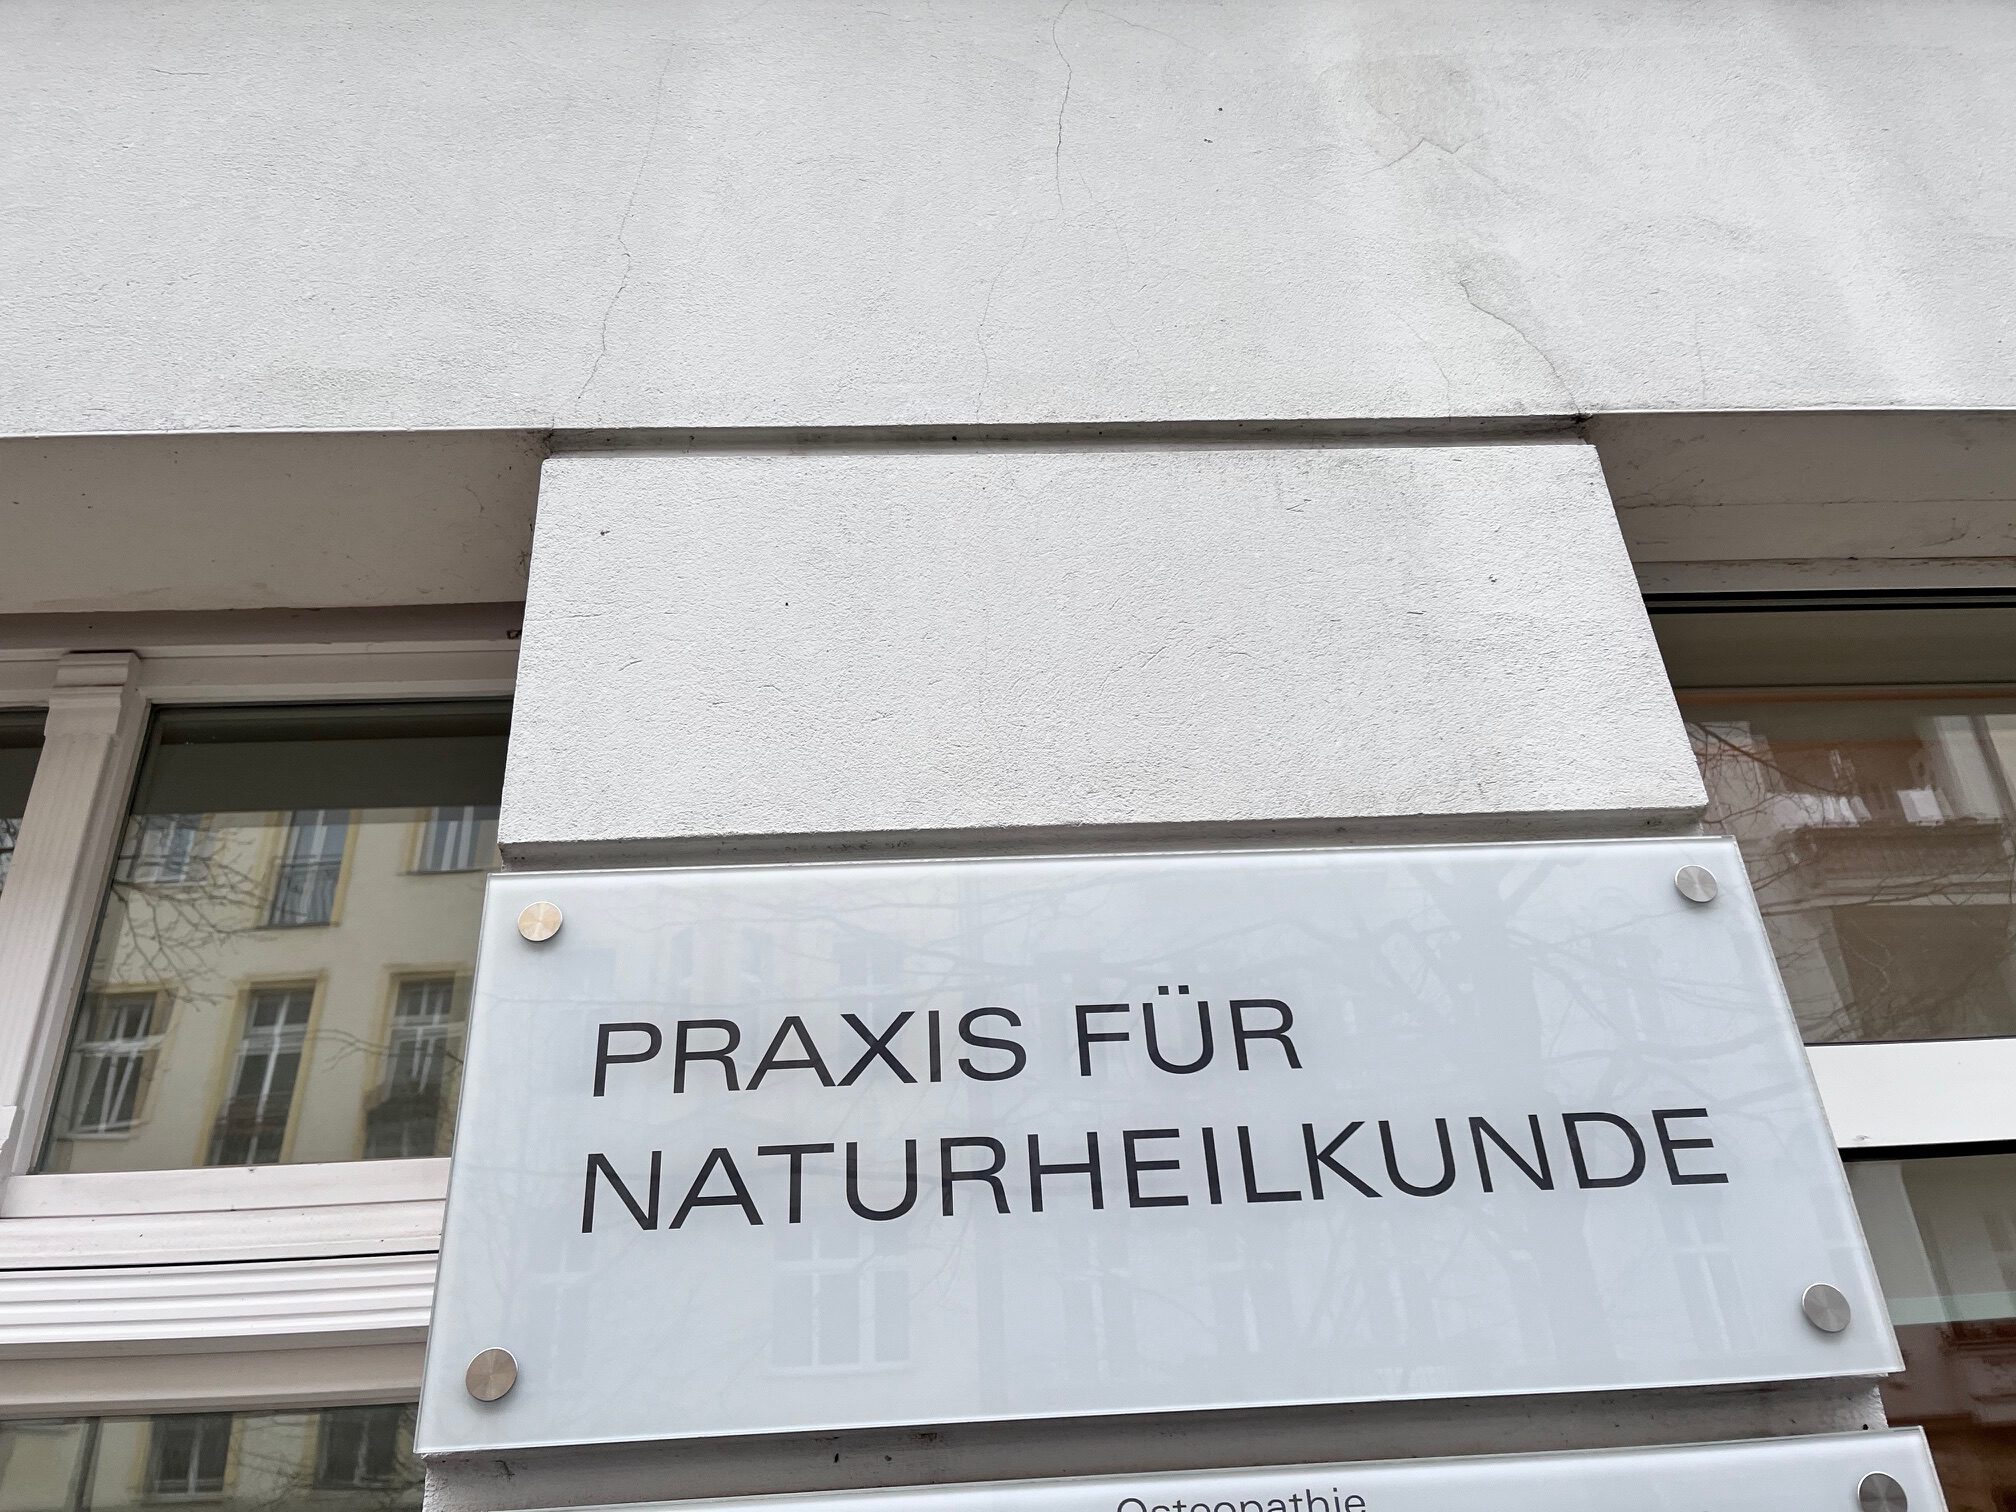 PRAXIS FÜR
NATURHEILKUNDE
Osteopathie